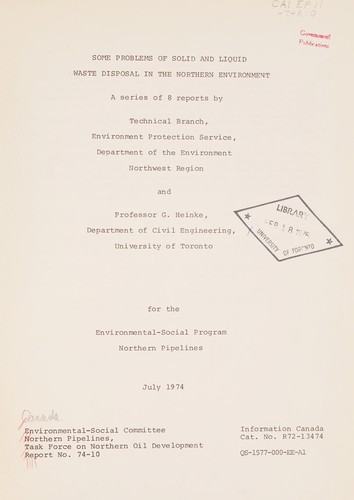 CA1 EP 11
Government
Publications
SOME PROBLEMS OF SOLID AND LIQUID
WASTE DISPOSAL IN THE NORTHERN ENVIRONMENT
A series of 8 reports by
Technical Branch,
Environment Protection Service,
Department of the Environment
Northwest Region
and
Professor G. Heinke,
Department of Civil Engineering,
University of Toronto
LIBRARY
FEB 18
UNIVERSITY OF TORONTO
for the
Environmental-Social Program
Northern Pipelines
July 1974
Canada.
Environmental-Social Committee
Northern Pipelines,
Task Force on Northern Oil Development
Report No. 74-10
Information Canada
Cat. No. R72-13474
QS-1577-000-EE-A1